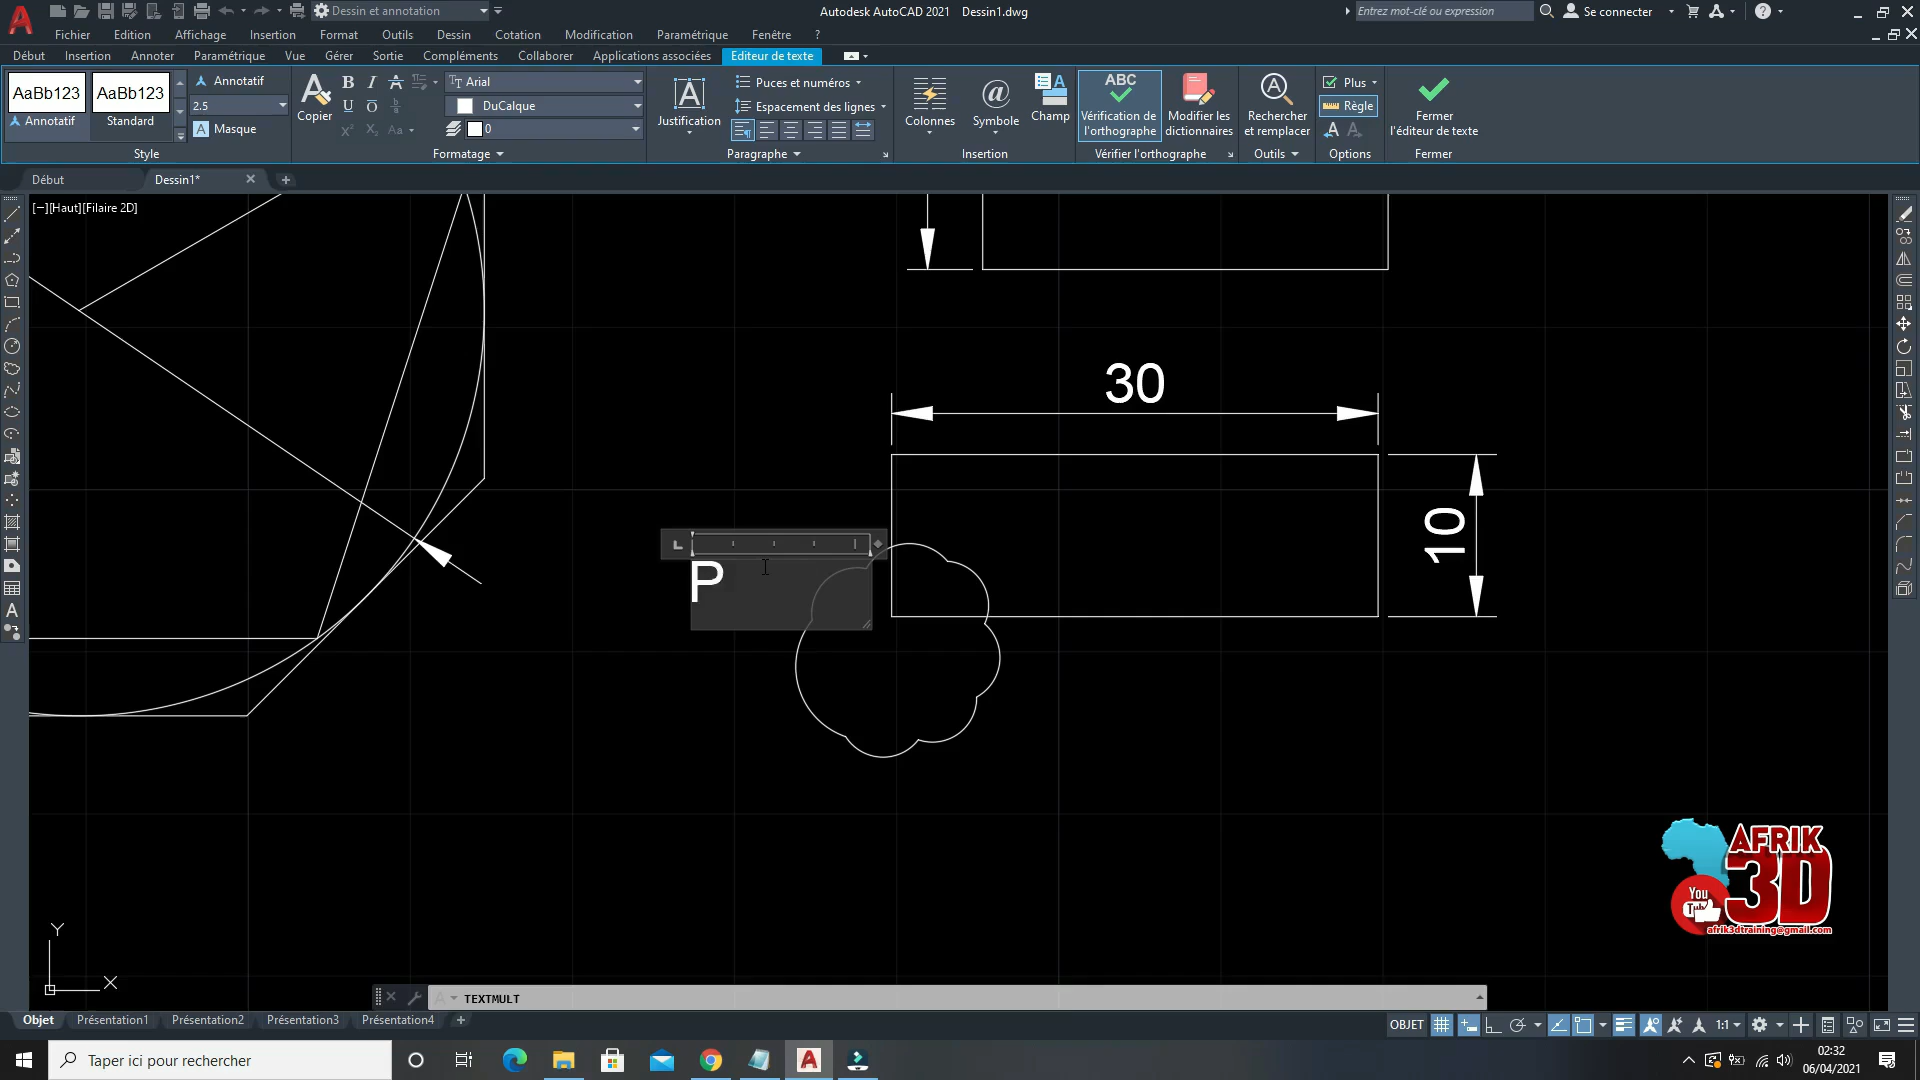 Dessin et annotation
Autodesk AutoCAD 2021 Dessin1.dwg
Entrez mot-clé ou expression
Se connecter
Fichier Edition Affichage Insertion Format Outils Dessin Cotation Modification Paramétrique Fenêtre ?
Début Insertion Annoter Paramétrique Vue Gérer Sortie Compléments Collaborer Applications associées Editeur de texte
AaBb123 AaBb123
Annotatif Standard
Annotatif
2.5
Masque
Style
Copier
B I A
U O
Arial
DuCalque
0
Formatage
Justification
Puces et numéros
Espacement des lignes
Paragraphe
Colonnes
Symbole
Champ
Insertion
ABC
Vérification de
l'orthographe
Modifier les
dictionnaires
Vérifier l'orthographe
Rechercher
et remplacer
Outils
Plus
Règle
Options
Fermer
l'éditeur de texte
Fermer
Début Dessin1*
[−][Haut][Filaire 2D]
30
10
P
AFRIK
3D
You
Tub
afrik3dtraining@gmail.com
Y
X
TEXTMULT
Objet Présentation1 Présentation2 Présentation3 Présentation4 +
OBJET
1:1
Taper ici pour rechercher
02:32
06/04/2021